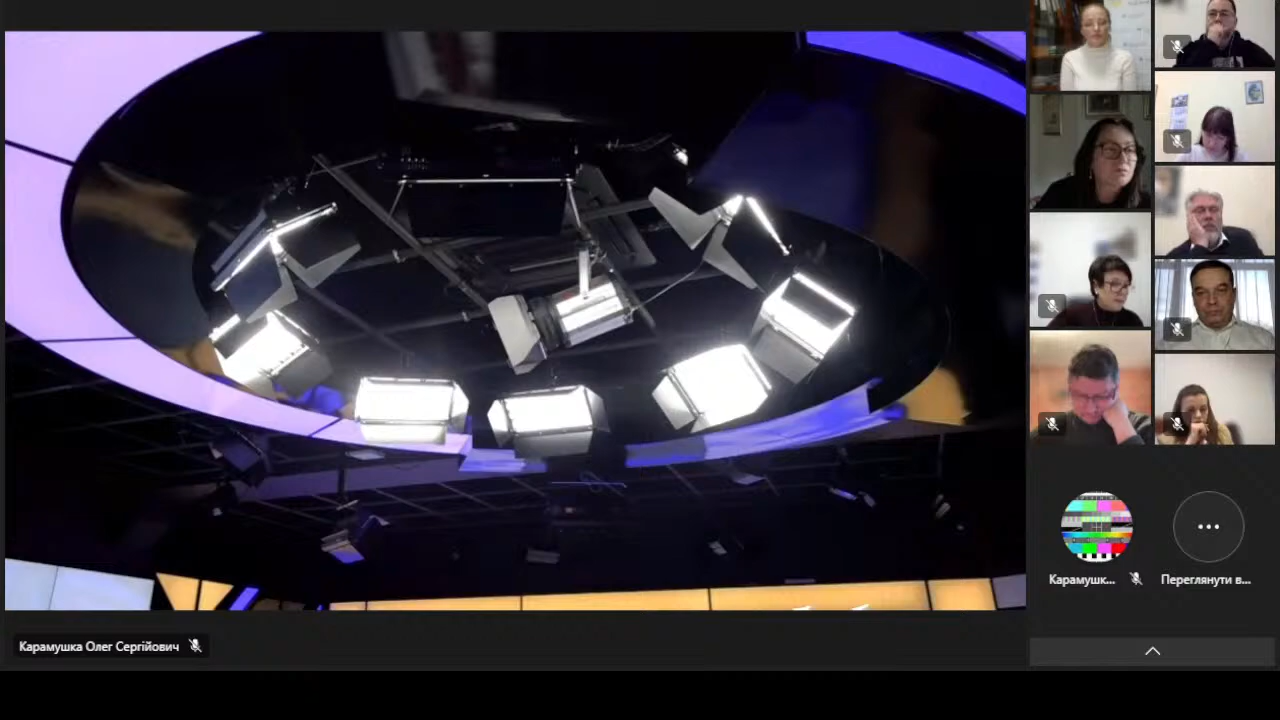 Карамушка Олег Сергійович
Карамушк...
Переглянути в...